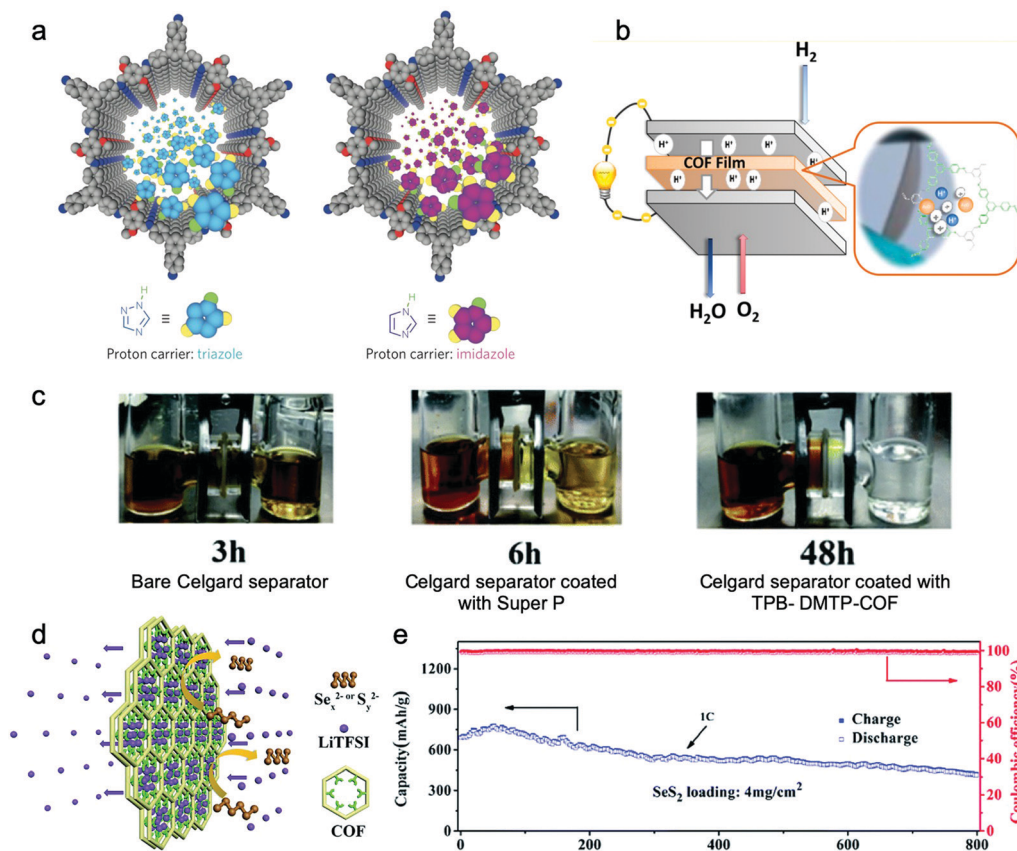 a
H
N
N
N
≡
Proton carrier: triazole
H
N
N
≡
Proton carrier: imidazole
b
H₂
H⁺ H⁺ H⁺
COF Film
H⁺
H⁺ H⁺
H⁺
H₂O O₂
c
3h
Bare Celgard separator
6h
Celgard separator coated
with Super P
48h
Celgard separator coated with
TPB- DMTP-COF
d
Seₓ²⁻ or Sᵧ²⁻
LiTFSI
COF
e
Capacity(mAh/g)
1200
900
600
300
0
1C
Charge
Discharge
SeS₂ loading: 4mg/cm²
0 200 400 600 800
100
80
60
40
20
0
Coulombic efficiency(%)